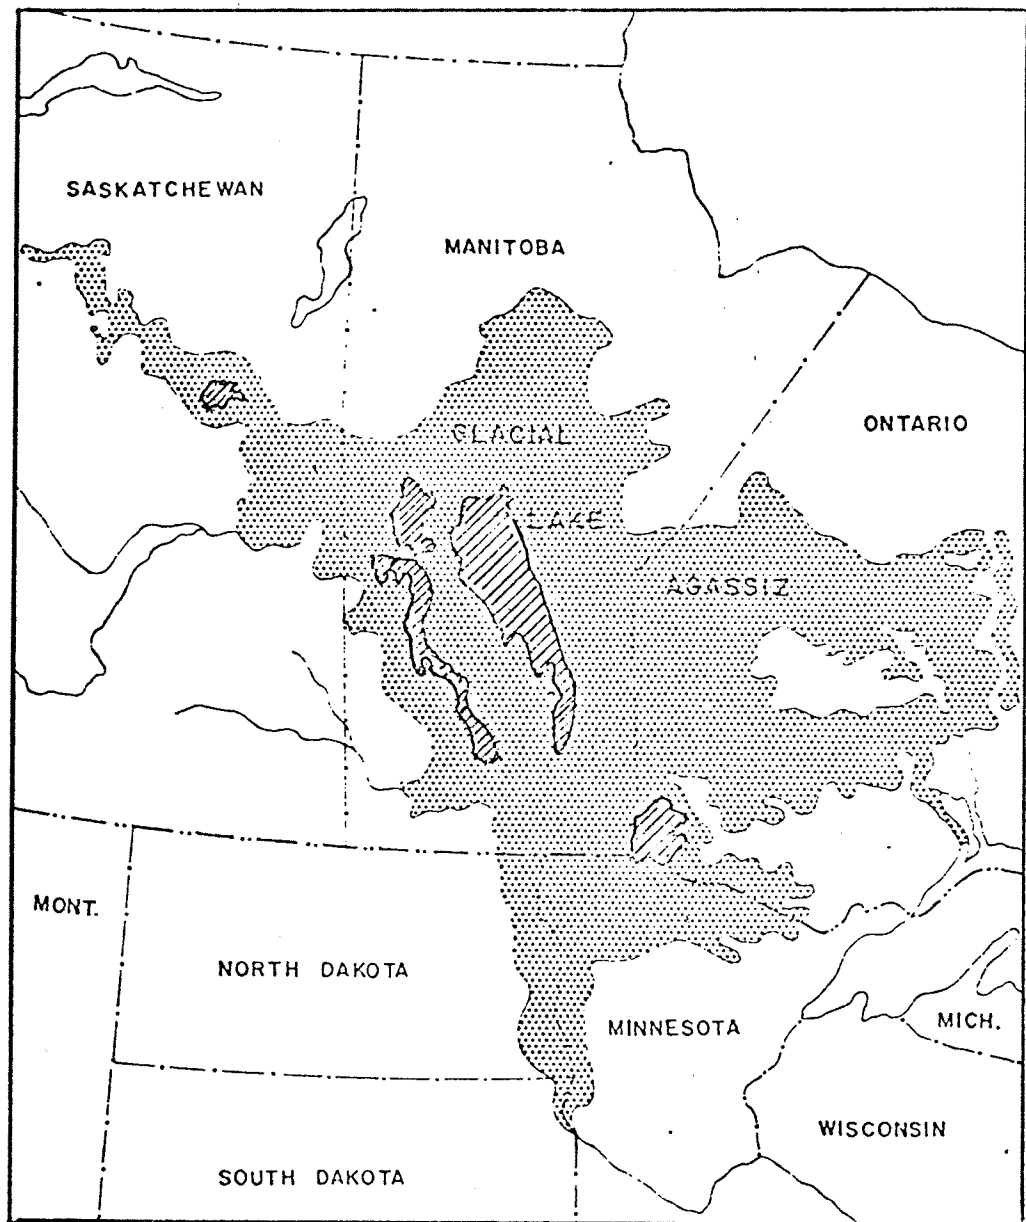 SASKATCHEWAN
MANITOBA
ONTARIO
GLACIAL
LAKE
AGASSIZ
MONT.
NORTH DAKOTA
MINNESOTA
MICH.
WISCONSIN
SOUTH DAKOTA